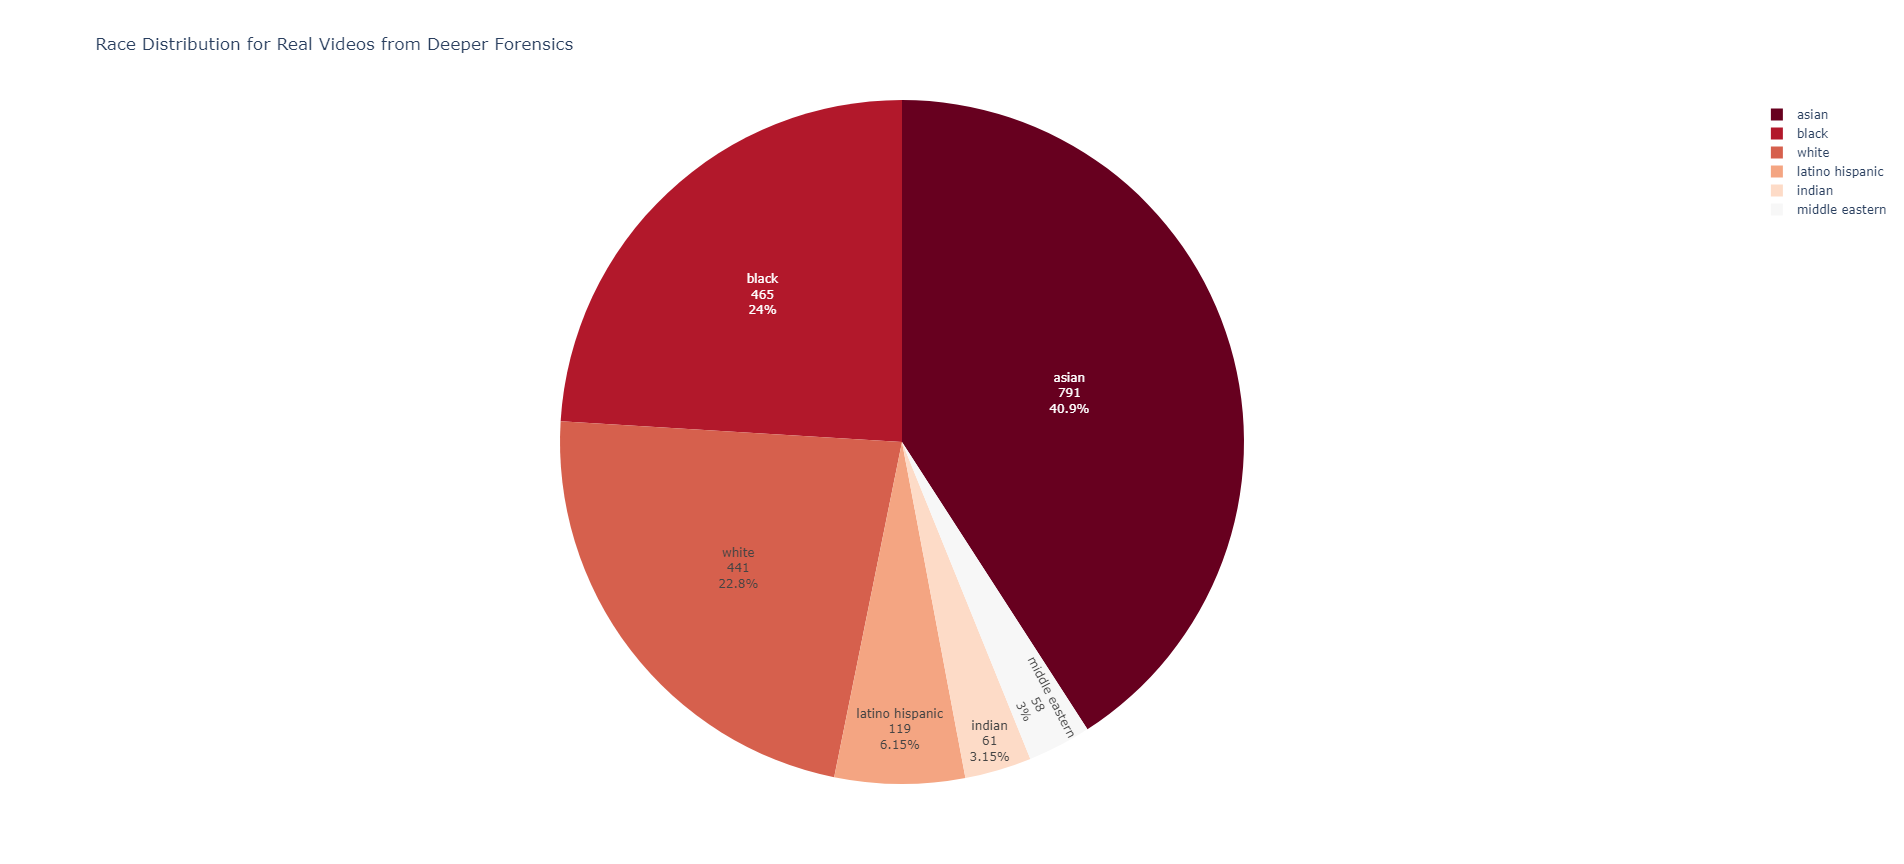 Race Distribution for Real Videos from Deeper Forensics
asian
black
white
latino hispanic
indian
middle eastern
black
465
24%
asian
791
40.9%
white
441
22.8%
latino hispanic
119
6.15%
indian
61
3.15%
middle eastern
58
3%